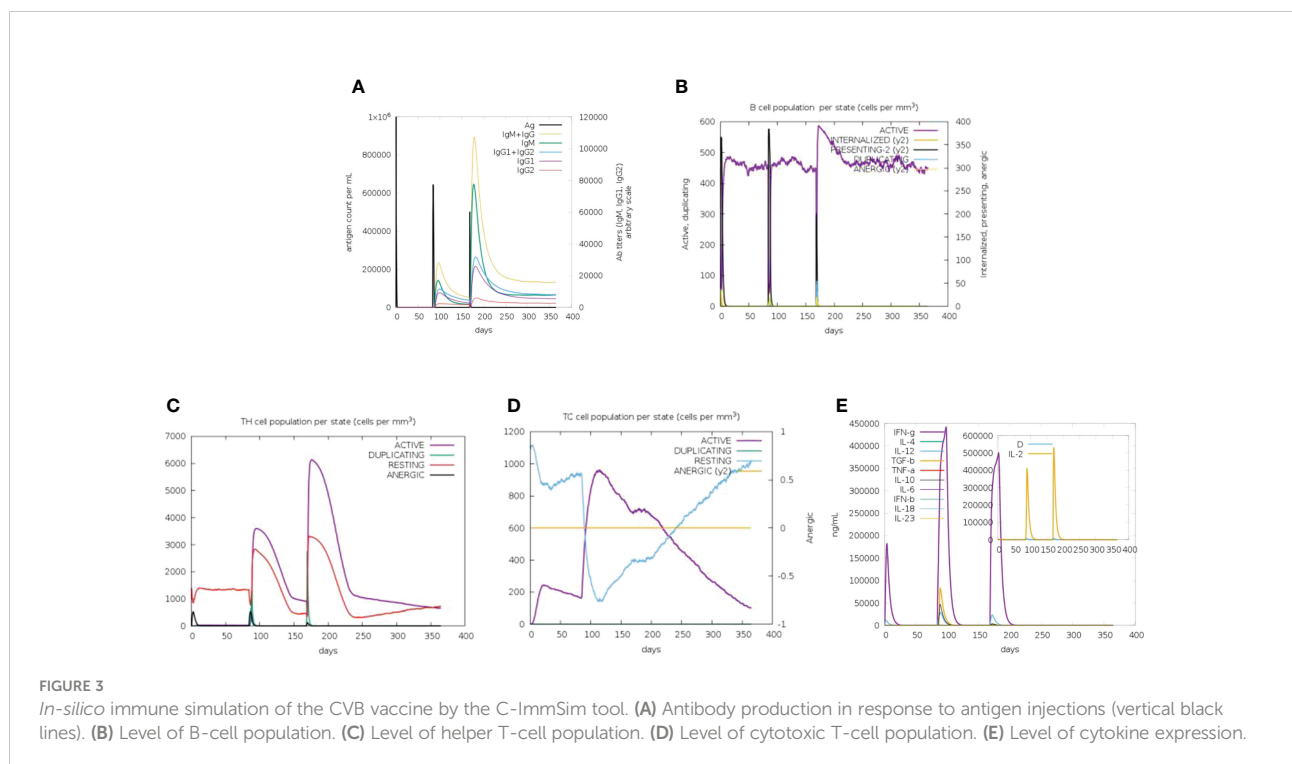 A
1×10⁶
800000
600000
400000
200000
0
antigen count per mL
Ag
IgM+IgG
IgM
IgG1+IgG2
IgG1
IgG2
120000
100000
80000
60000
40000
20000
0
Ab titers (IgM, IgG1, IgG2)
arbitrary scale
0 50 100 150 200 250 300 350 400
days
B
B cell population per state (cells per mm³)
600
500
400
300
200
100
0
Active, duplicating
ACTIVE
INTERNALIZED (y2)
PRESENTING-2 (y2)
DUPLICATING
ANERGIC (y2)
400
350
300
250
200
150
100
50
0
Internalized, presenting, anergic
0 50 100 150 200 250 300 350 400
days
C
TH cell population per state (cells per mm³)
7000
6000
5000
4000
3000
2000
1000
0
ACTIVE
DUPLICATING
RESTING
ANERGIC
0 50 100 150 200 250 300 350 400
days
D
TC cell population per state (cells per mm³)
1200
1000
800
600
400
200
0
ACTIVE
DUPLICATING
RESTING
ANERGIC (y2)
1
0.5
0
-0.5
-1
Anergic
0 50 100 150 200 250 300 350 400
days
E
450000
400000
350000
300000
250000
200000
150000
100000
50000
0
ng/mL
IFN-g
IL-4
IL-12
TGF-b
TNF-a
IL-10
IL-6
IFN-b
IL-18
IL-23
600000
500000
400000
300000
200000
100000
0
D
IL-2
0 50 100 150 200 250 300 350 400
0 50 100 150 200 250 300 350 400
days
FIGURE 3
In-silico immune simulation of the CVB vaccine by the C-ImmSim tool. (A) Antibody production in response to antigen injections (vertical black
lines). (B) Level of B-cell population. (C) Level of helper T-cell population. (D) Level of cytotoxic T-cell population. (E) Level of cytokine expression.